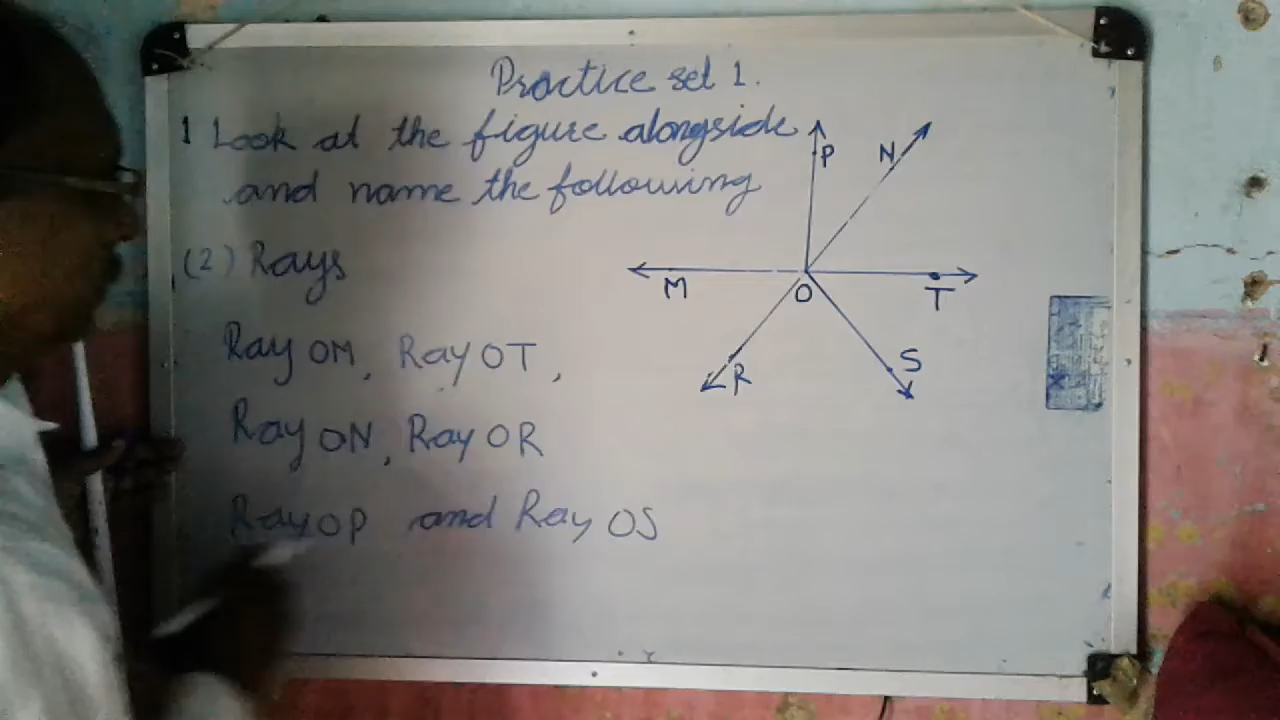 Practice set 1.
1 Look at the figure alongside
and name the following
(2) Rays
Ray OM, Ray OT,
Ray ON, Ray OR
Ray OP and Ray OS
P
N
M
O
T
R
S